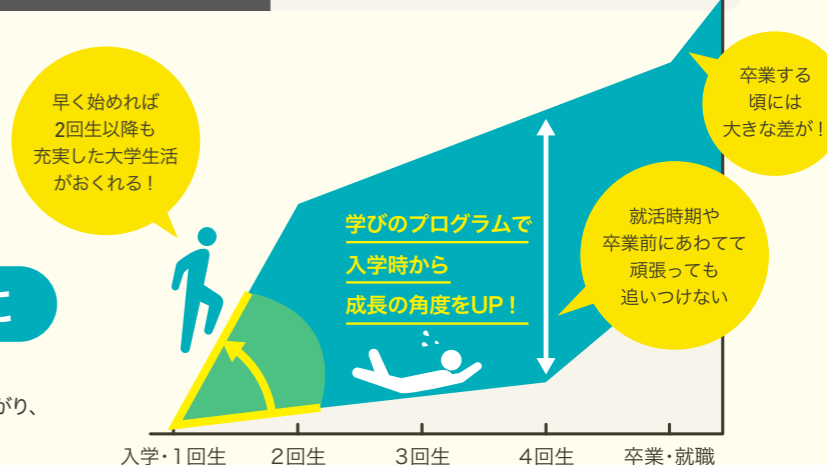 早く始めれば
2回生以降も
充実した大学生活
がおくれる！
卒業する
頃には
大きな差が！
学びのプログラムで
入学時から
成長の角度をUP！
就活時期や
卒業前にあわてて
頑張っても
追いつけない
がり、
入学・1回生
2回生
3回生
4回生
卒業・就職